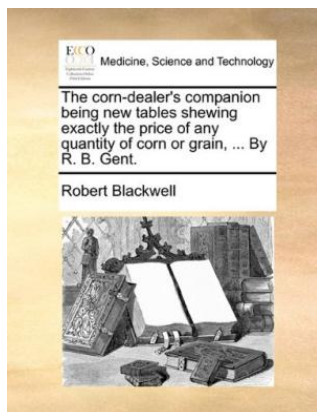 ECCO
Medicine, Science and Technology
The corn-dealer's companion
being new tables shewing
exactly the price of any
quantity of corn or grain, ... By
R. B. Gent.
Robert Blackwell